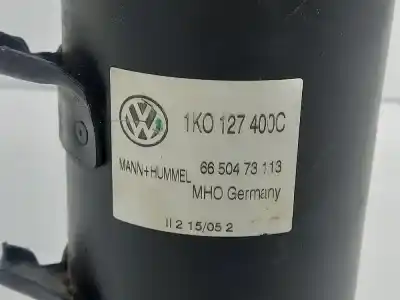 1K0 127 400C
MANN+HUMMEL 66 504 73 113
MHO Germany
II 2 15/05 2